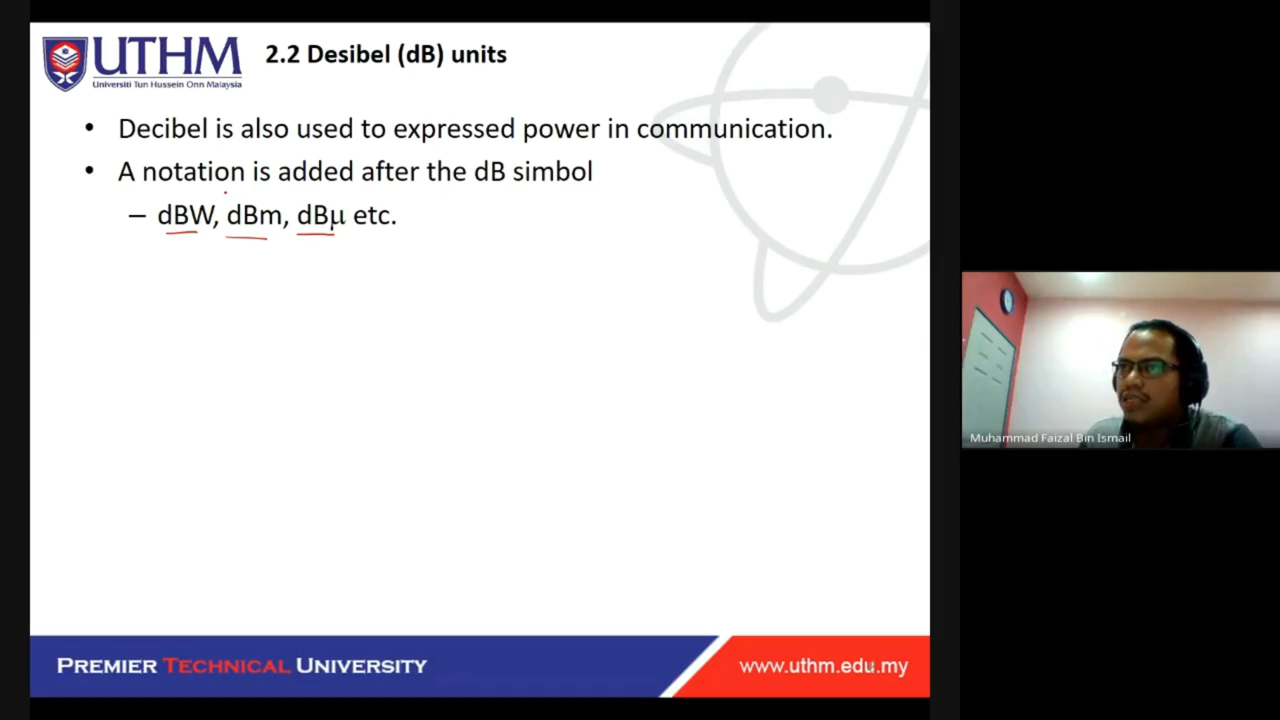 UTHM
Universiti Tun Hussein Onn Malaysia
2.2 Desibel (dB) units
• Decibel is also used to expressed power in communication.
• A notation is added after the dB simbol
– dBW, dBm, dBμ etc.
Muhammad Faizal Bin Ismail
PREMIER TECHNICAL UNIVERSITY
www.uthm.edu.my